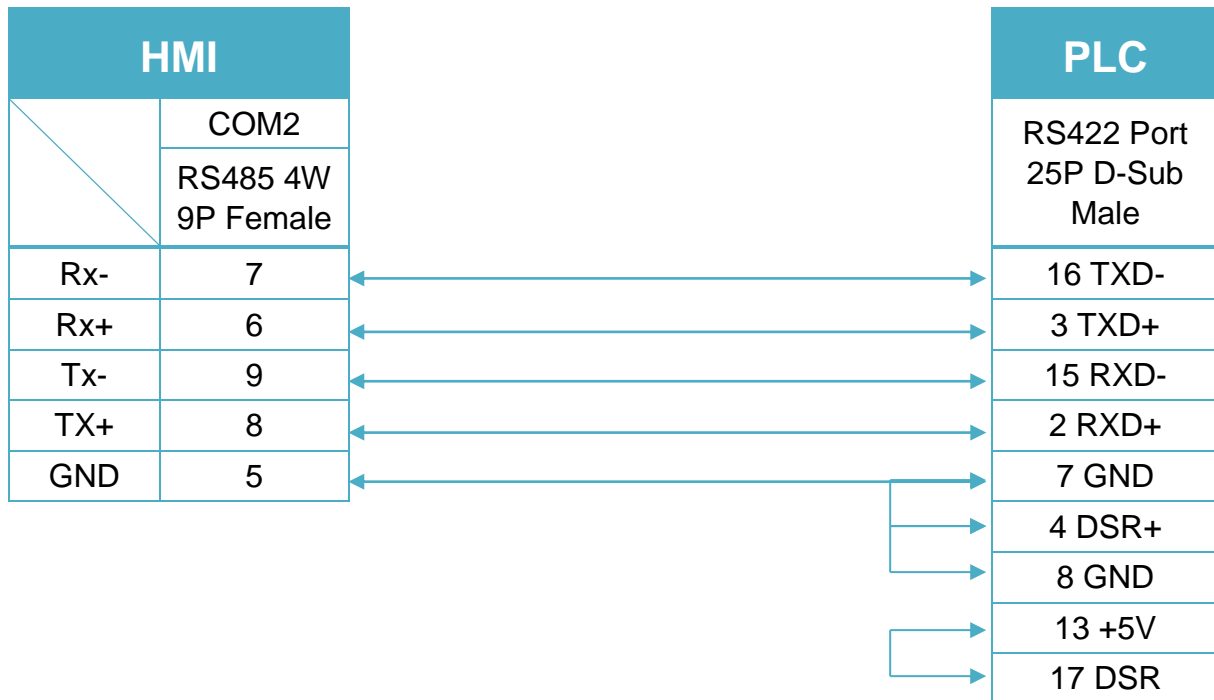 HMI
PLC
COM2
RS485 4W
9P Female
RS422 Port
25P D-Sub
Male
Rx- 7 16 TXD-
Rx+ 6 3 TXD+
Tx- 9 15 RXD-
TX+ 8 2 RXD+
GND 5 7 GND
4 DSR+
8 GND
13 +5V
17 DSR